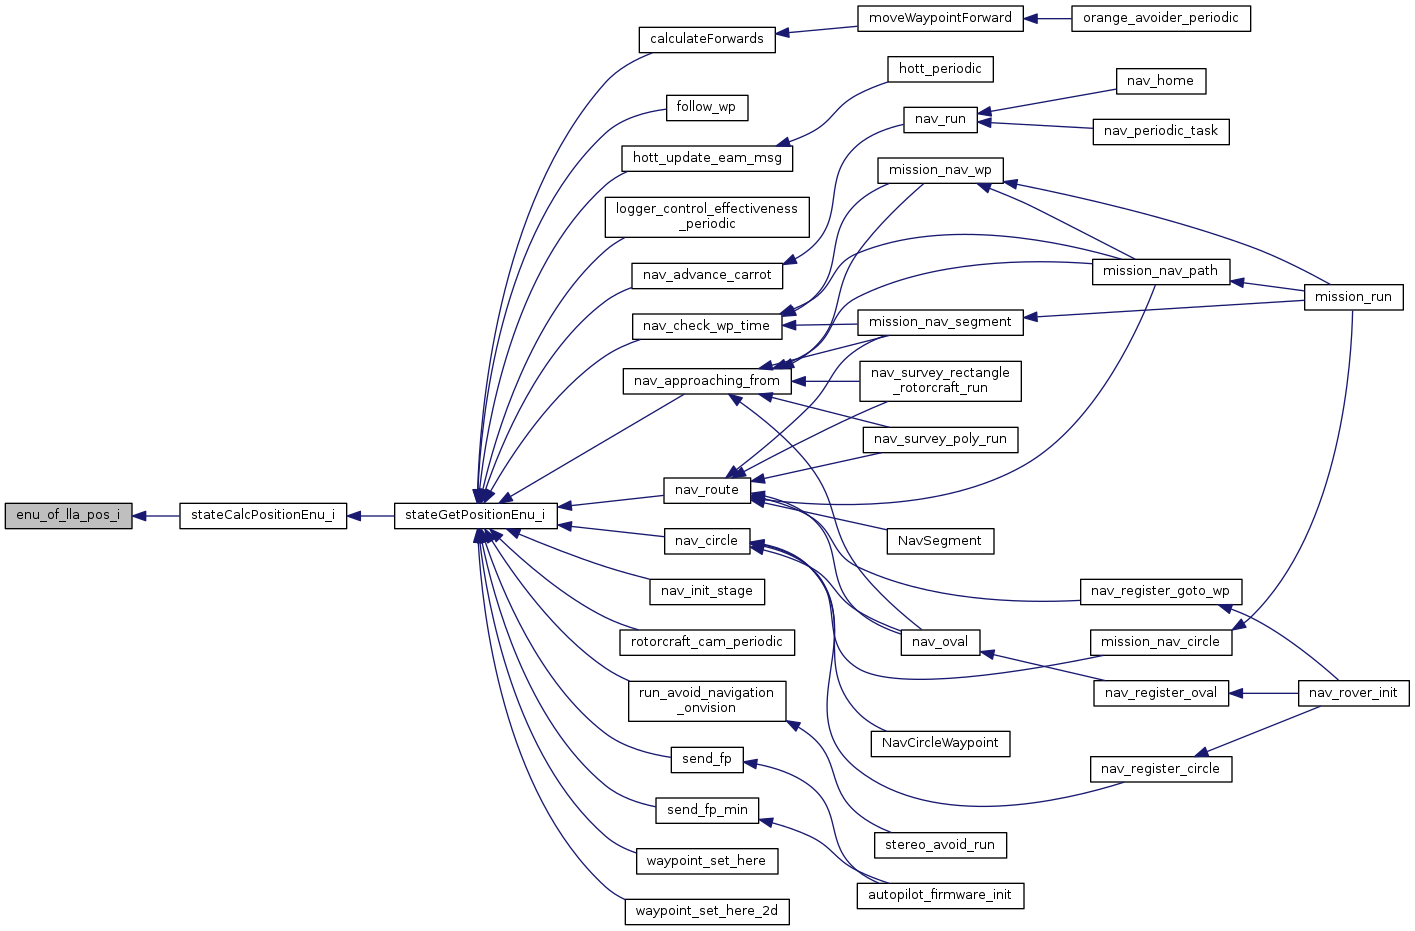 enu_of_lla_pos_i
stateCalcPositionEnu_i
stateGetPositionEnu_i
calculateForwards
follow_wp
hott_update_eam_msg
logger_control_effectiveness
_periodic
nav_advance_carrot
nav_check_wp_time
nav_approaching_from
nav_route
nav_circle
nav_init_stage
rotorcraft_cam_periodic
run_avoid_navigation
_onvision
send_fp
send_fp_min
waypoint_set_here
waypoint_set_here_2d
moveWaypointForward
hott_periodic
nav_run
mission_nav_wp
mission_nav_segment
nav_survey_rectangle
_rotorcraft_run
nav_survey_poly_run
NavSegment
nav_oval
NavCircleWaypoint
stereo_avoid_run
autopilot_firmware_init
orange_avoider_periodic
nav_home
nav_periodic_task
mission_nav_path
nav_register_goto_wp
mission_nav_circle
nav_register_oval
nav_register_circle
mission_run
nav_rover_init